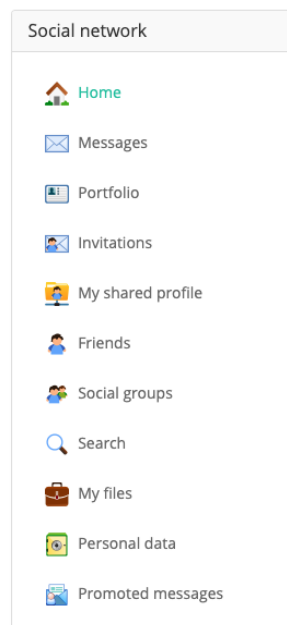 Social network
Home
Messages
Portfolio
Invitations
My shared profile
Friends
Social groups
Search
My files
Personal data
Promoted messages